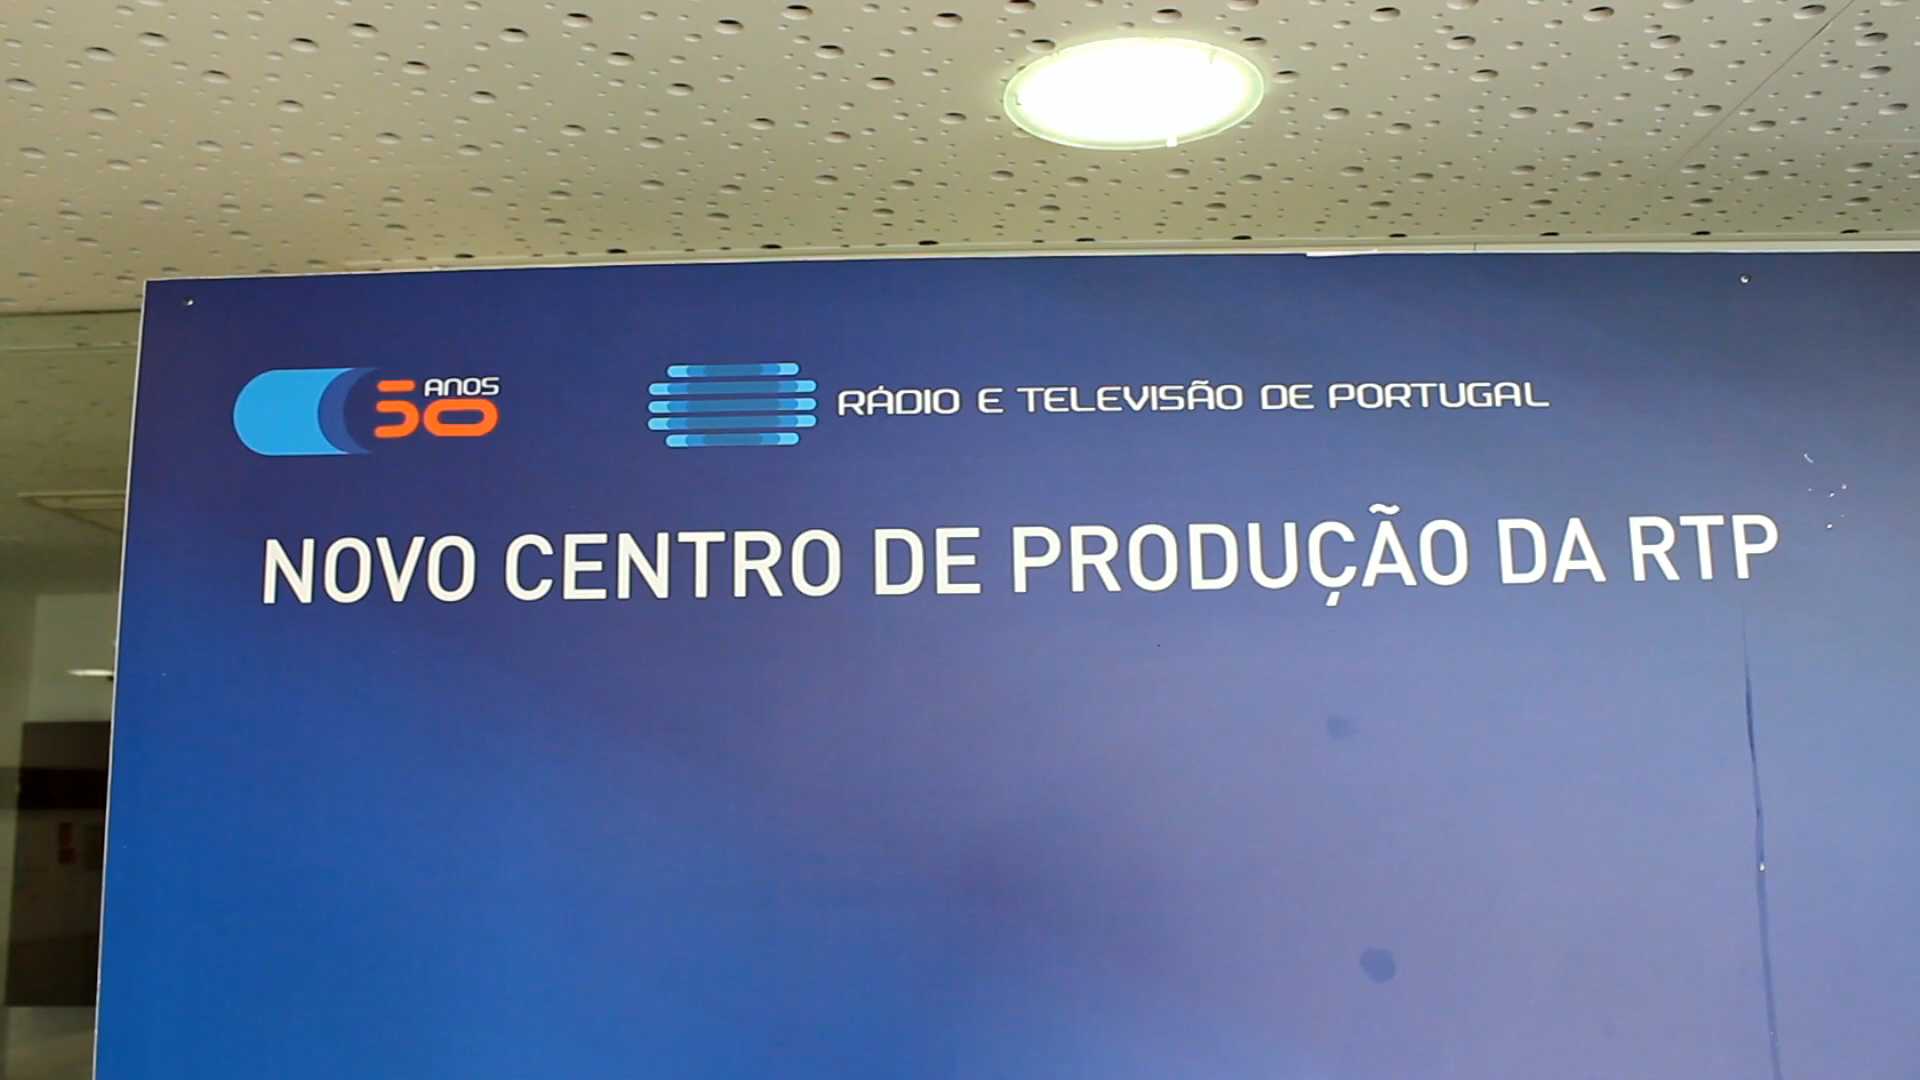 50 ANOS
RÁDIO E TELEVISÃO DE PORTUGAL
NOVO CENTRO DE PRODUÇÃO DA RTP